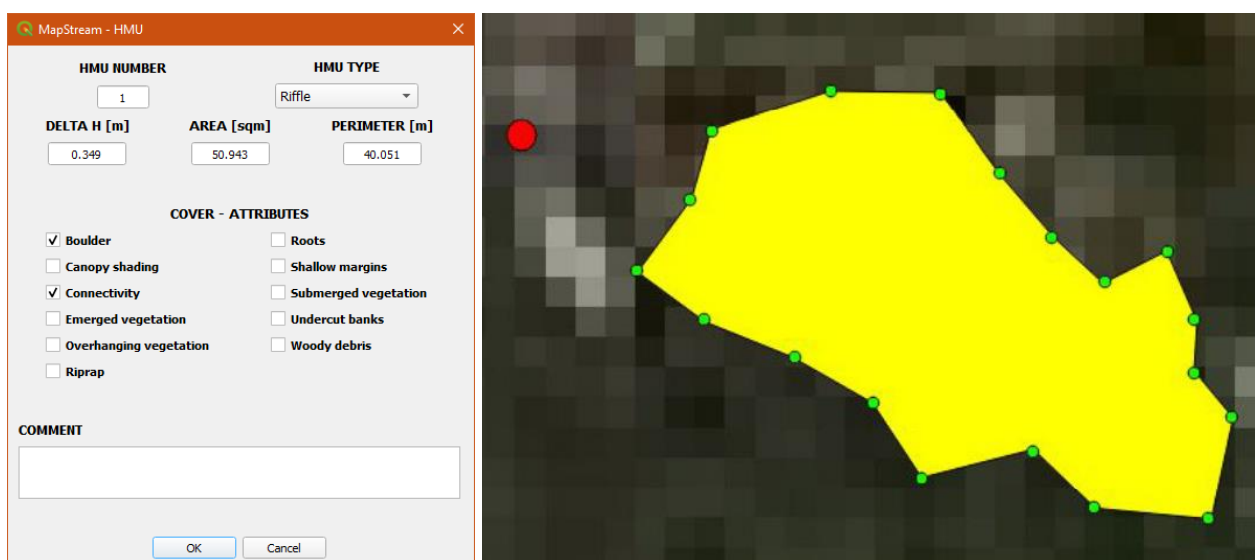 MapStream - HMU
HMU NUMBER HMU TYPE
1 Riffle
DELTA H [m] AREA [sqm] PERIMETER [m]
0.349 50.943 40.051
COVER - ATTRIBUTES
Boulder Roots
Canopy shading Shallow margins
Connectivity Submerged vegetation
Emerged vegetation Undercut banks
Overhanging vegetation Woody debris
Riprap
COMMENT
OK Cancel